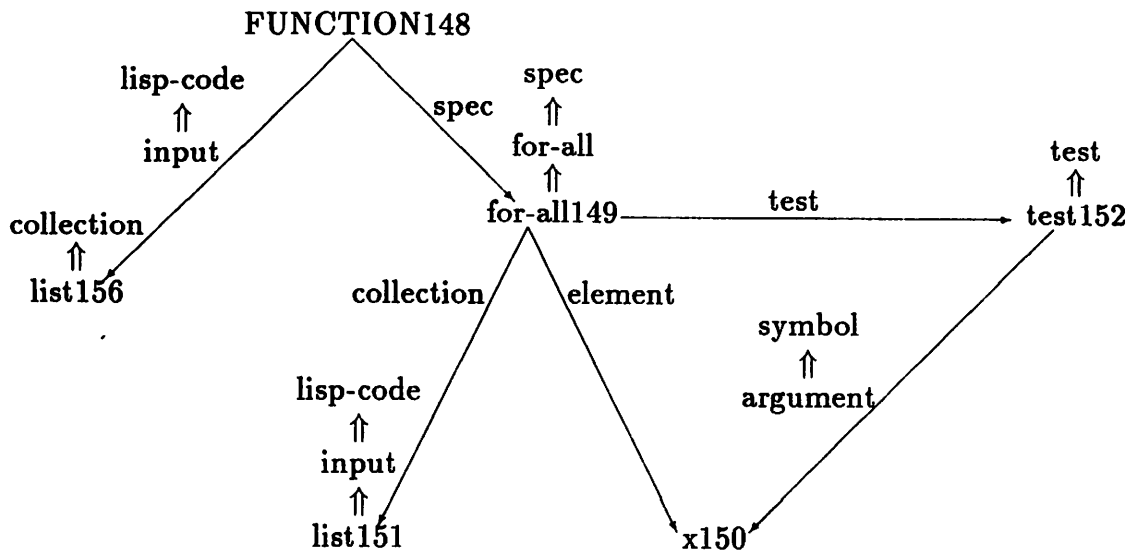 FUNCTION148
lisp-code
spec
spec
input
for-all
test
collection
for-all149
test
test152
list156
collection
element
symbol
lisp-code
argument
input
list151
x150